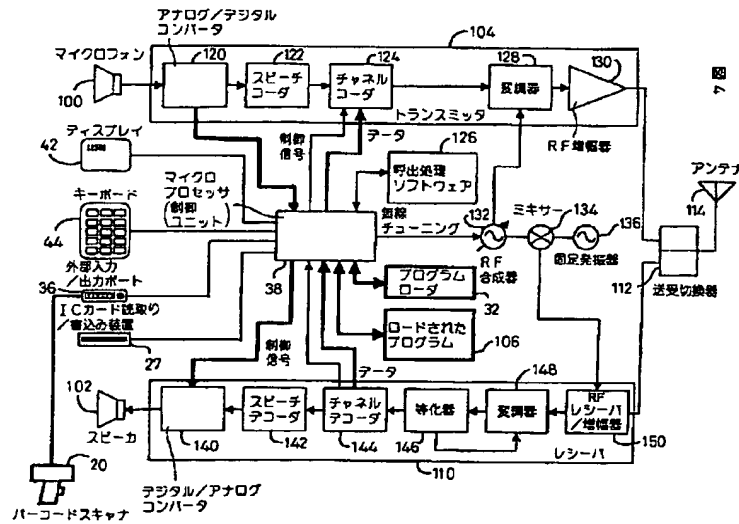 アナログ/デジタル
コンバータ
マイクロフォン
120
122
124
128
104
130
スピーチ
コーダ
チャネル
コーダ
変調器
100
トランスミッタ
RF増幅器
ク図
ディスプレイ
42
制御
信号
データ
126
呼出処理
ソフトウェア
マイクロ
プロセッサ
(制御
ユニット)
キーボード
44
無線
チューニング
132
ミキサー
134
136
アンテナ
114
RF
合成器
固定発振器
112
送受切換器
外部入力
/出力ポート
36
38
プログラム
ローダ
32
ICカード読取り
/書込み装置
27
ロードされた
プログラム
106
制御
信号
データ
148
102
スピーカ
スピーチ
デコーダ
チャネル
デコーダ
等化器
変調器
RF
レシーバ
/増幅器
140
142
144
146
150
レシーバ
110
20
デジタル/アナログ
コンバータ
バーコードスキャナ